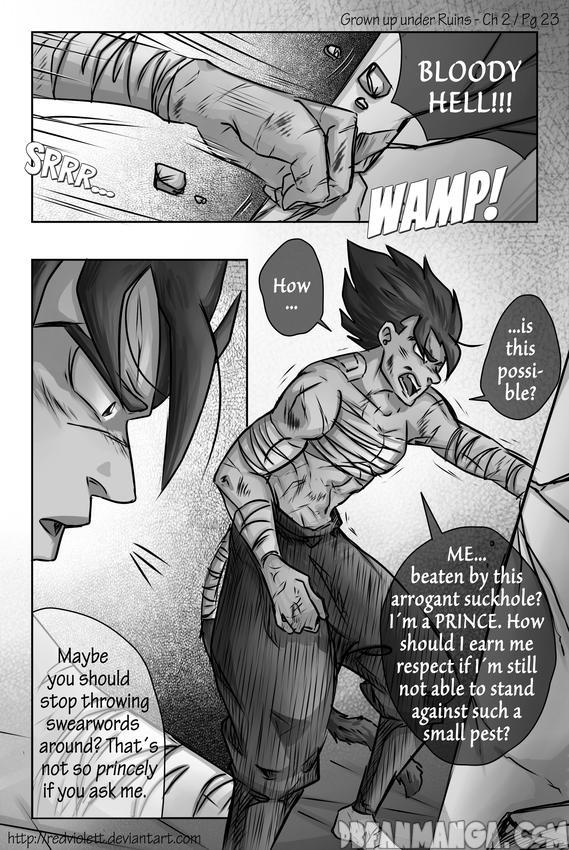 Grown up under Ruins - Ch 2 / Pg 23
BLOODY
HELL!!!
SRRR...
WAMP!
How
...
...is
this
possi-
ble?
ME...
beaten by this
arrogant suckhole?
I´m a PRINCE. How
should I earn me
respect if I´m still
not able to stand
against such a
small pest?
Maybe
you should
stop throwing
swearwords
around? That´s
not so princely
if you ask me.
http://redviolett.deviantart.com
DREAMMANGA.COM